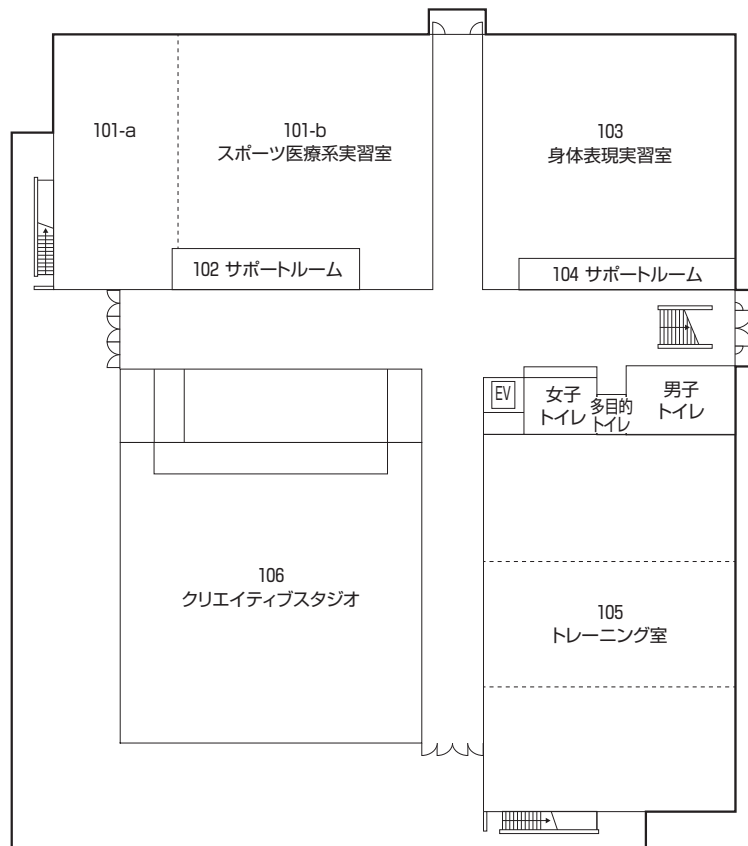 101-a
101-b
スポーツ医療系実習室
103
身体表現実習室
102 サポートルーム
104 サポートルーム
EV
女子
トイレ
多目的
トイレ
男子
トイレ
106
クリエイティブスタジオ
105
トレーニング室